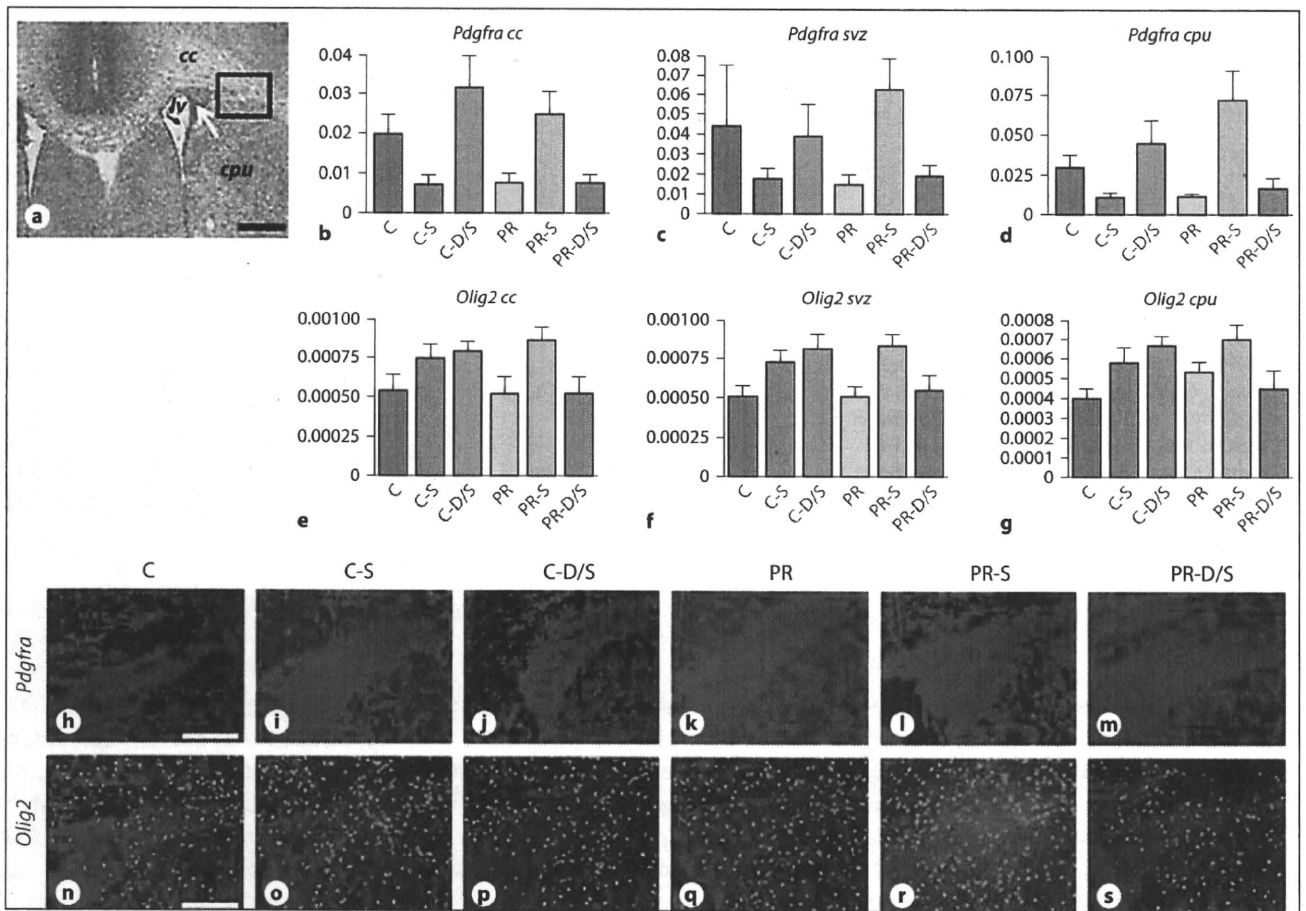 cc
lv
cpu
a
Pdgfra cc
0.04
0.03
0.02
0.01
0
C
C-S
C-D/S
PR
PR-S
PR-D/S
b
Pdgfra svz
0.08
0.07
0.06
0.05
0.04
0.03
0.02
0.01
0
C
C-S
C-D/S
PR
PR-S
PR-D/S
c
Pdgfra cpu
0.100
0.075
0.050
0.025
0
C
C-S
C-D/S
PR
PR-S
PR-D/S
d
Olig2 cc
0.00100
0.00075
0.00050
0.00025
0
C
C-S
C-D/S
PR
PR-S
PR-D/S
e
Olig2 svz
0.00100
0.00075
0.00050
0.00025
0
C
C-S
C-D/S
PR
PR-S
PR-D/S
f
Olig2 cpu
0.0008
0.0007
0.0006
0.0005
0.0004
0.0003
0.0002
0.0001
0
C
C-S
C-D/S
PR
PR-S
PR-D/S
g
C C-S C-D/S PR PR-S PR-D/S
Pdgfra
h i j k l m
Olig2
n o p q r s